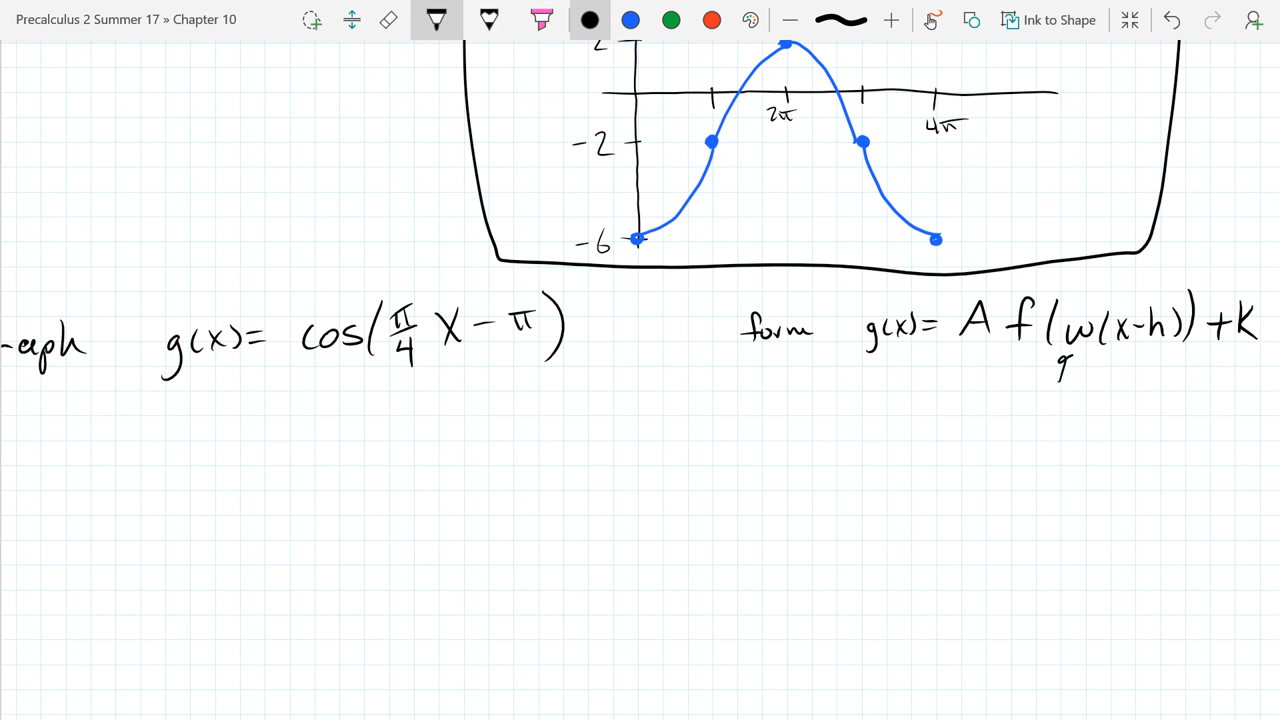 Precalculus 2 Summer 17 » Chapter 10
Ink to Shape
2
2π
4π
-2
-6
g(x) = cos(π/4 x - π)
form g(x) = A f(w(x-h)) + K